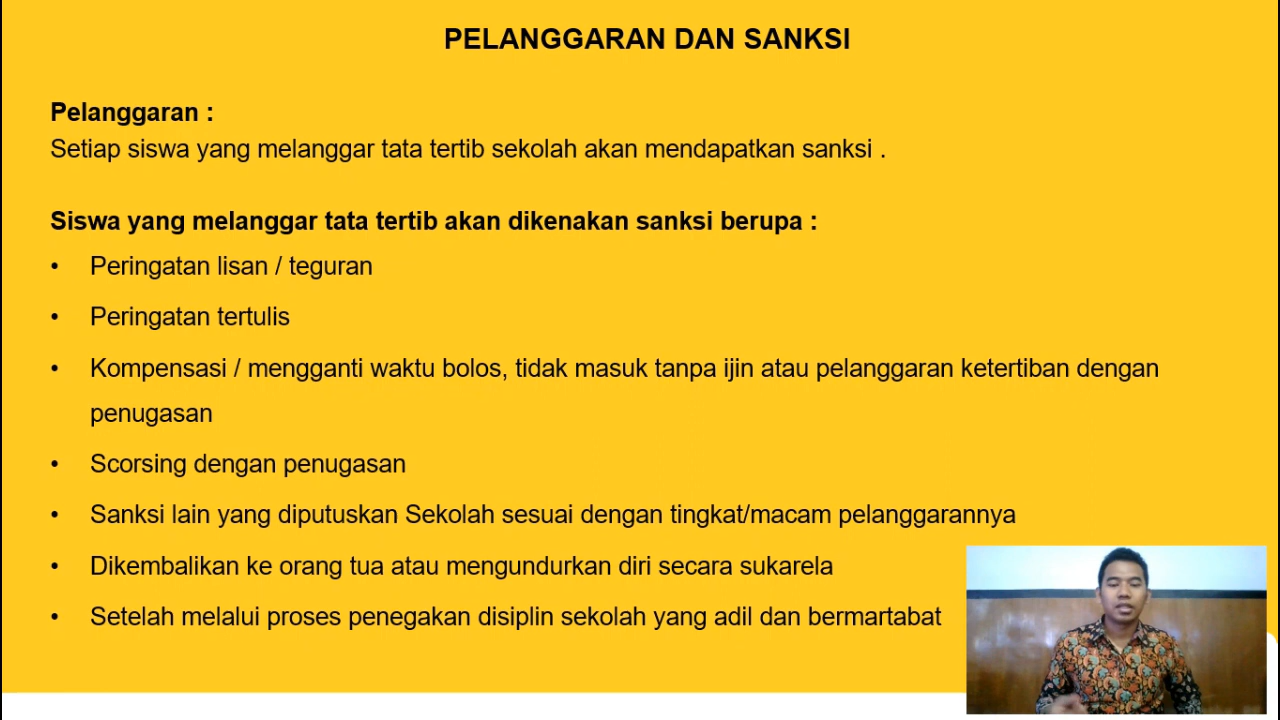 PELANGGARAN DAN SANKSI
Pelanggaran :
Setiap siswa yang melanggar tata tertib sekolah akan mendapatkan sanksi .
Siswa yang melanggar tata tertib akan dikenakan sanksi berupa :
• Peringatan lisan / teguran
• Peringatan tertulis
• Kompensasi / mengganti waktu bolos, tidak masuk tanpa ijin atau pelanggaran ketertiban dengan
penugasan
• Scorsing dengan penugasan
• Sanksi lain yang diputuskan Sekolah sesuai dengan tingkat/macam pelanggarannya
• Dikembalikan ke orang tua atau mengundurkan diri secara sukarela
• Setelah melalui proses penegakan disiplin sekolah yang adil dan bermartabat